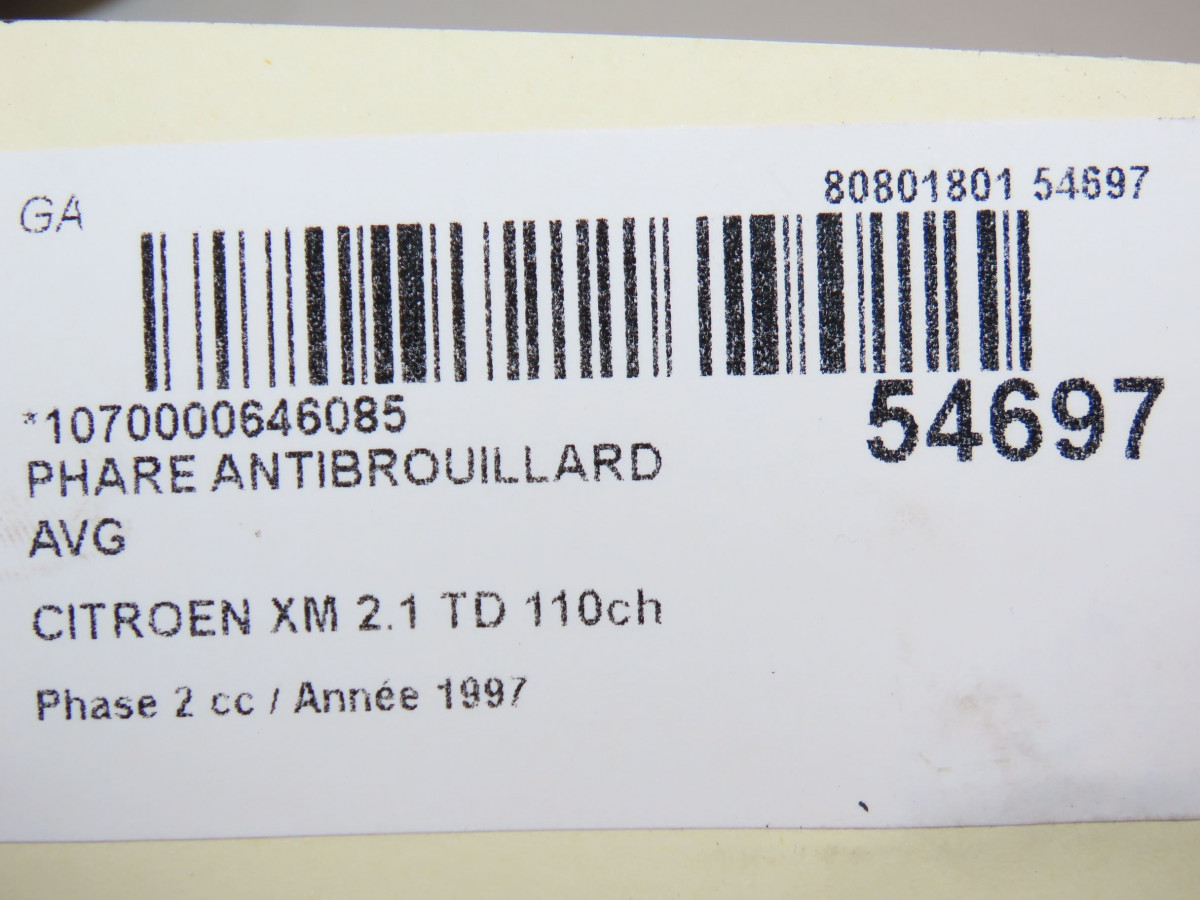 GA
80801801 54697
*1070000646085
54697
PHARE ANTIBROUILLARD
AVG
CITROEN XM 2.1 TD 110ch
Phase 2 cc / Année 1997